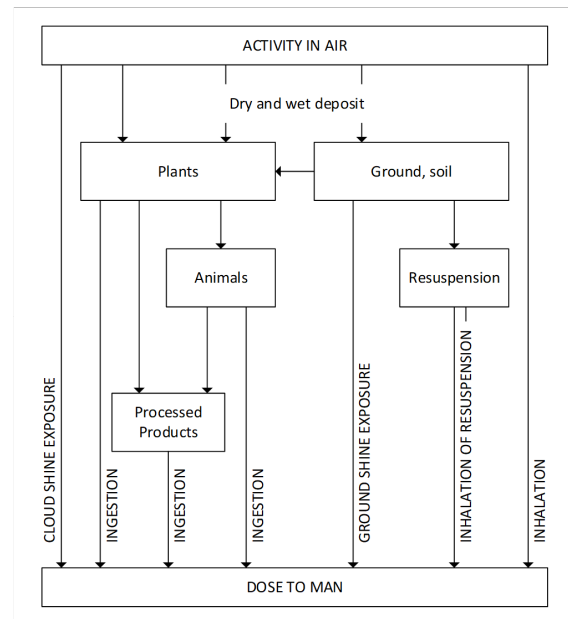 ACTIVITY IN AIR
Dry and wet deposit
Plants
Ground, soil
Animals
Resuspension
Processed
Products
CLOUD SHINE EXPOSURE
INGESTION
INGESTION
INGESTION
GROUND SHINE EXPOSURE
INHALATION OF RESUSPENSION
INHALATION
DOSE TO MAN